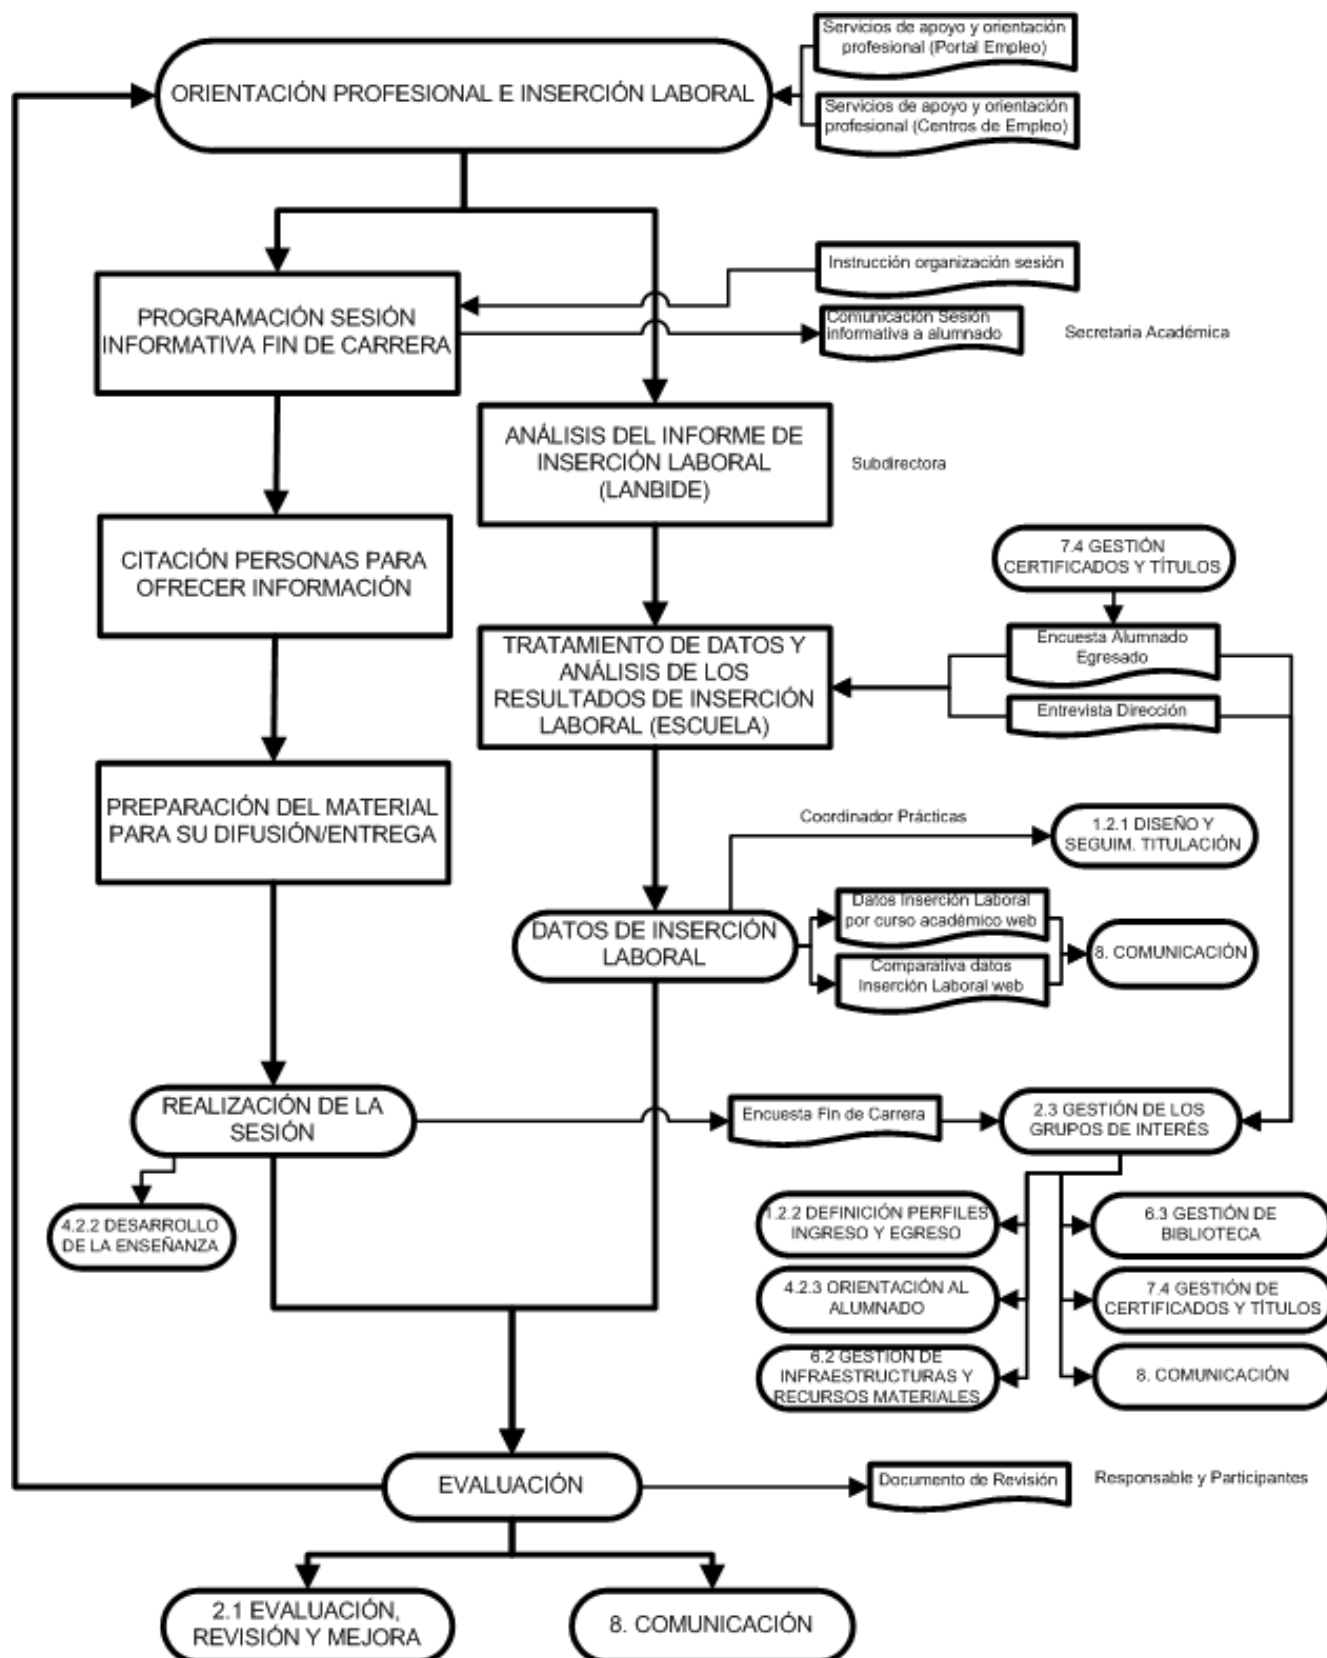 Servicios de apoyo y orientación
profesional (Portal Empleo)
ORIENTACIÓN PROFESIONAL E INSERCIÓN LABORAL
Servicios de apoyo y orientación
profesional (Centros de Empleo)
Instrucción organización sesión
PROGRAMACIÓN SESIÓN
INFORMATIVA FIN DE CARRERA
Comunicación Sesión
informativa a alumnado
Secretaria Académica
ANÁLISIS DEL INFORME DE
INSERCIÓN LABORAL
(LANBIDE)
Subdirectora
CITACIÓN PERSONAS PARA
OFRECER INFORMACIÓN
7.4 GESTIÓN
CERTIFICADOS Y TÍTULOS
TRATAMIENTO DE DATOS Y
ANÁLISIS DE LOS
RESULTADOS DE INSERCIÓN
LABORAL (ESCUELA)
Encuesta Alumnado
Egresado
Entrevista Dirección
PREPARACIÓN DEL MATERIAL
PARA SU DIFUSIÓN/ENTREGA
Coordinador Prácticas
1.2.1 DISEÑO Y
SEGUIM. TITULACIÓN
DATOS DE INSERCIÓN
LABORAL
Datos Inserción Laboral
por curso académico web
Comparativa datos
Inserción Laboral web
8. COMUNICACIÓN
REALIZACIÓN DE LA
SESIÓN
Encuesta Fin de Carrera
2.3 GESTIÓN DE LOS
GRUPOS DE INTERÉS
4.2.2 DESARROLLO
DE LA ENSEÑANZA
1.2.2 DEFINICIÓN PERFILES
INGRESO Y EGRESO
6.3 GESTIÓN DE
BIBLIOTECA
4.2.3 ORIENTACIÓN AL
ALUMNADO
7.4 GESTIÓN DE
CERTIFICADOS Y TÍTULOS
6.2 GESTIÓN DE
INFRAESTRUCTURAS Y
RECURSOS MATERIALES
8. COMUNICACIÓN
EVALUACIÓN
Documento de Revisión
Responsable y Participantes
2.1 EVALUACIÓN,
REVISIÓN Y MEJORA
8. COMUNICACIÓN